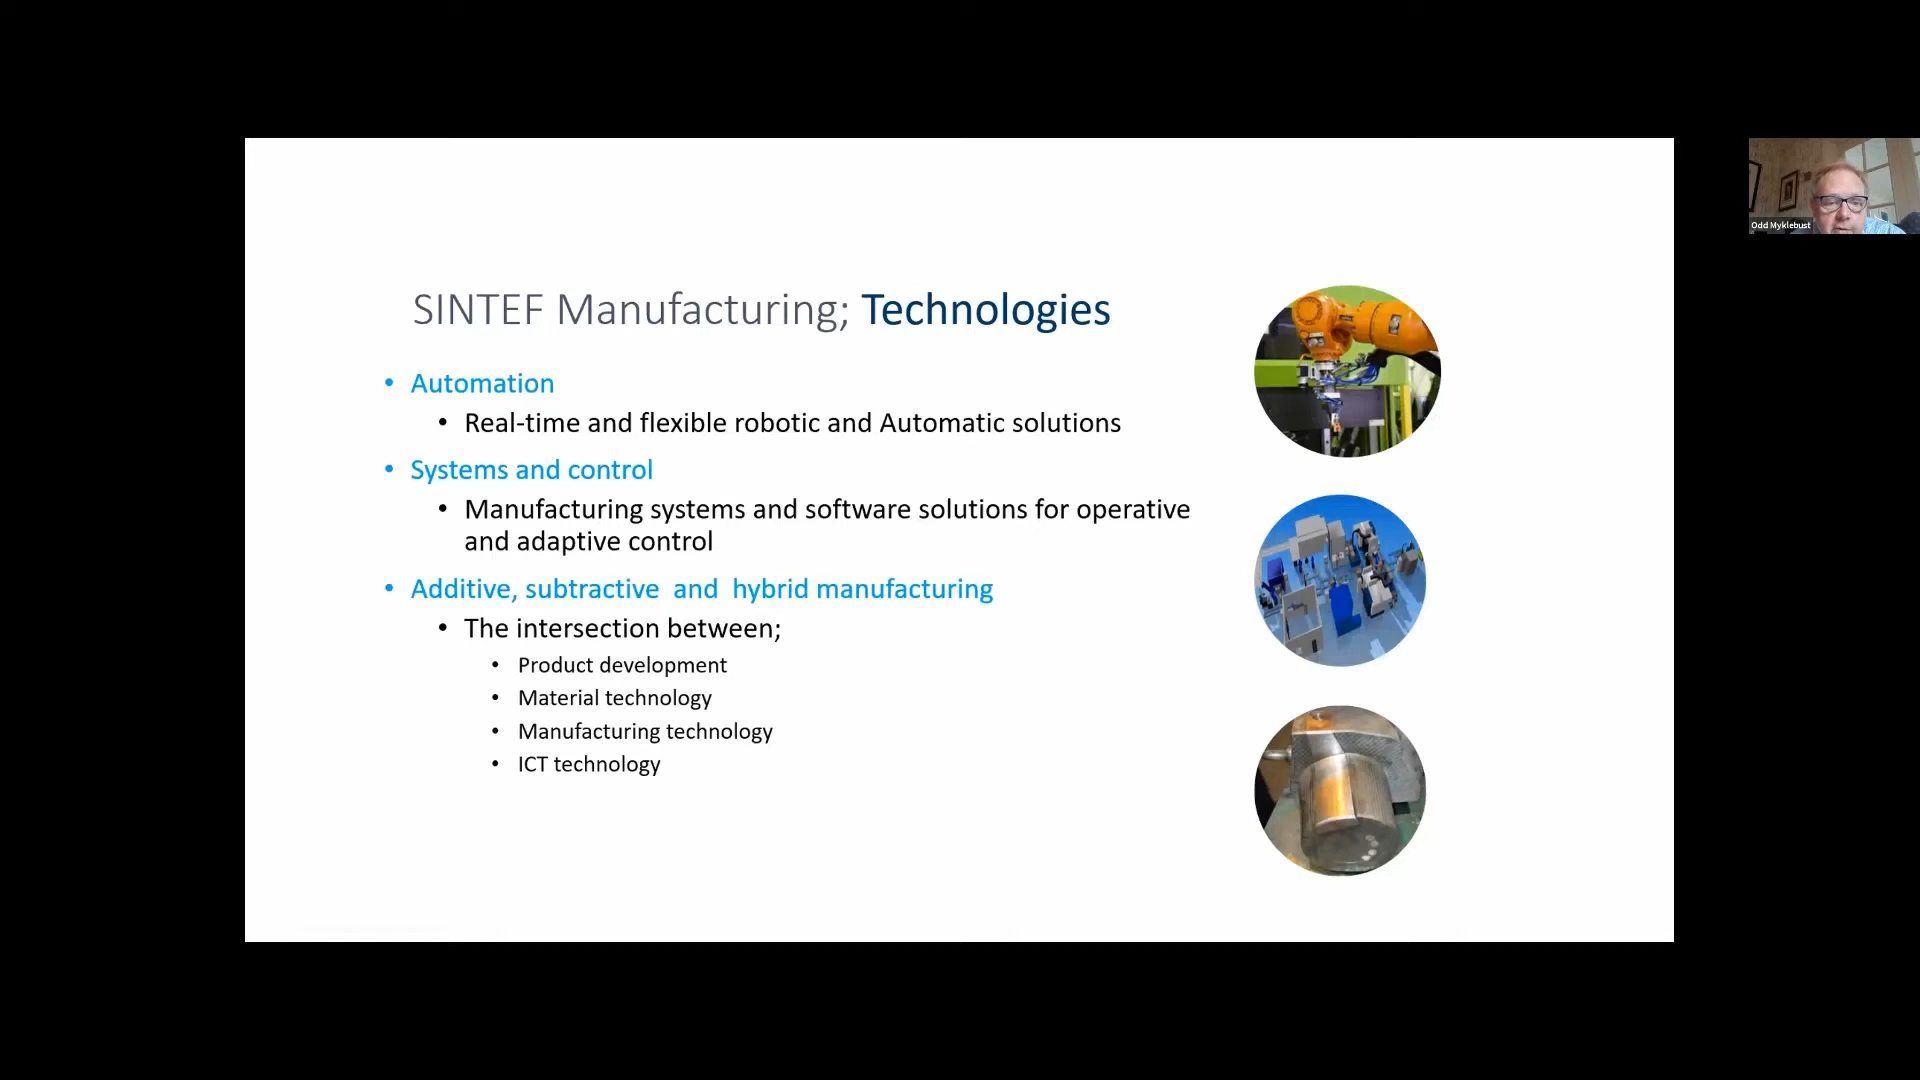 SINTEF Manufacturing; Technologies
• Automation
• Real-time and flexible robotic and Automatic solutions
• Systems and control
• Manufacturing systems and software solutions for operative
and adaptive control
• Additive, subtractive and hybrid manufacturing
• The intersection between;
• Product development
• Material technology
• Manufacturing technology
• ICT technology
Odd Myklebust